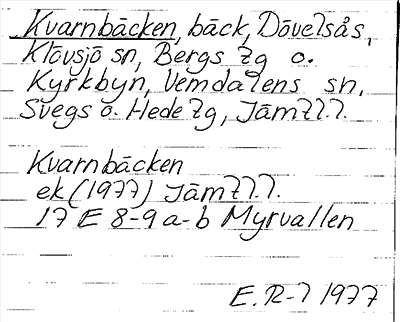 Kvarnbäcken, bäck, Dövelsås,
Klövsjö sn, Bergs tg o.
Kyrkbyn, Vemdalens sn,
Svegs o. Hede tg, Jämtl.l.
Kvarnbäcken
ek (1977) Jämtl.l.
17 E 8-9 a-b Myrvallen
E. R-l 1977